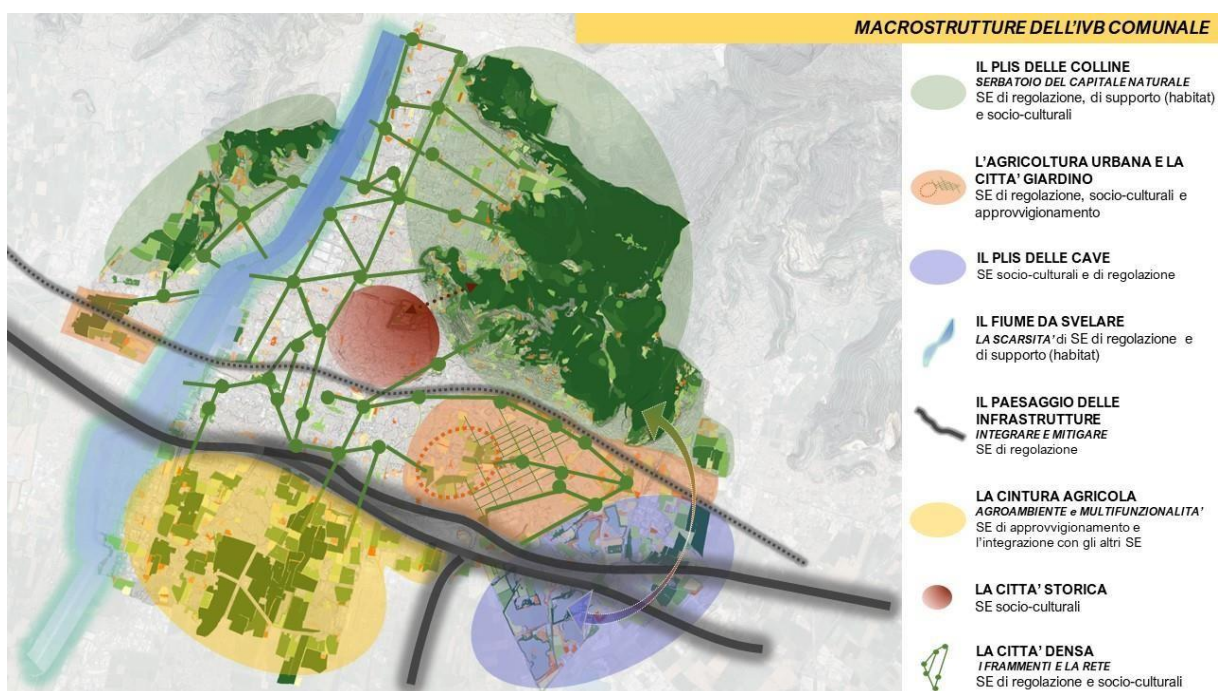 MACROSTRUTTURE DELL'IVB COMUNALE
IL PLIS DELLE COLLINE
SERBATOIO DEL CAPITALE NATURALE
SE di regolazione, di supporto (habitat)
e socio-culturali
L'AGRICOLTURA URBANA E LA
CITTA' GIARDINO
SE di regolazione, socio-culturali e
approvvigionamento
IL PLIS DELLE CAVE
SE socio-culturali e di regolazione
IL FIUME DA SVELARE
LA SCARSITA' di SE di regolazione e
di supporto (habitat)
IL PAESAGGIO DELLE
INFRASTRUTTURE
INTEGRARE E MITIGARE
SE di regolazione
LA CINTURA AGRICOLA
AGROAMBIENTE e MULTIFUNZIONALITA'
SE di approvvigionamento e
l'integrazione con gli altri SE
LA CITTA' STORICA
SE socio-culturali
LA CITTA' DENSA
I FRAMMENTI E LA RETE
SE di regolazione e socio-culturali